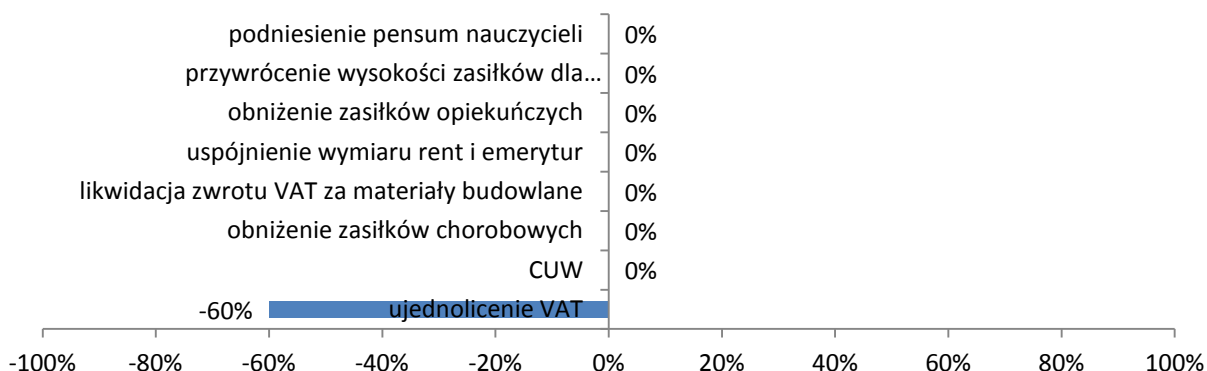 podniesienie pensum nauczycieli 0%
przywrócenie wysokości zasiłków dla... 0%
obniżenie zasiłków opiekuńczych 0%
uspójnienie wymiaru rent i emerytur 0%
likwidacja zwrotu VAT za materiały budowlane 0%
obniżenie zasiłków chorobowych 0%
CUW 0%
-60% ujednolicenie VAT
-100% -80% -60% -40% -20% 0% 20% 40% 60% 80% 100%